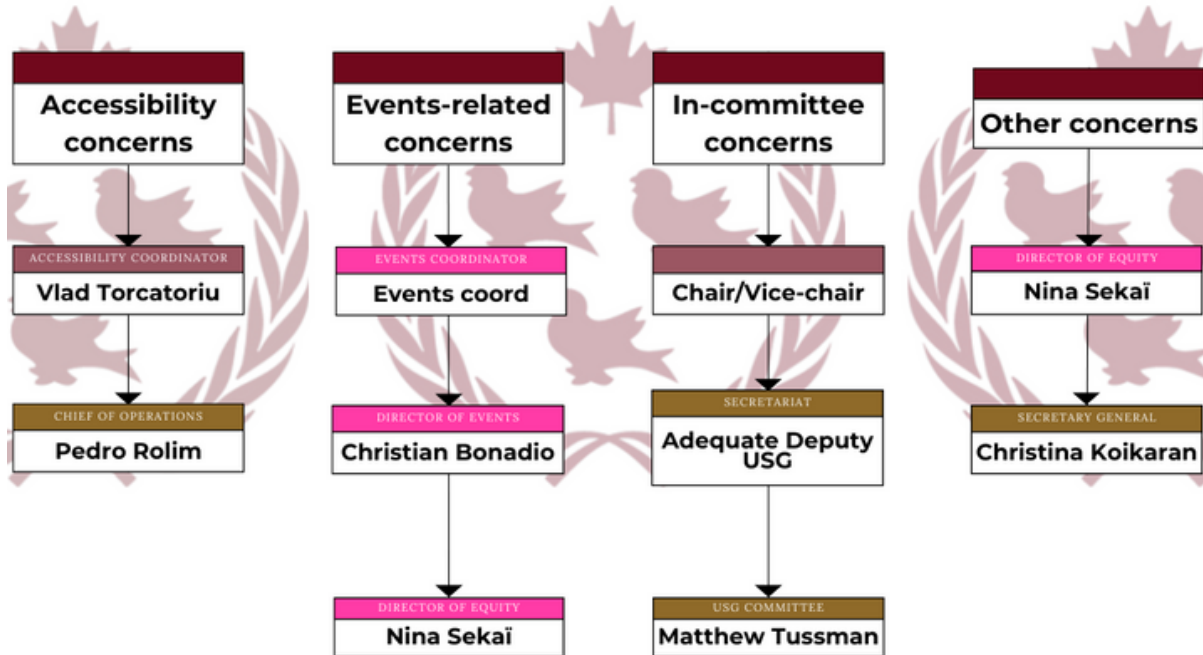 Accessibility
concerns
Events-related
concerns
In-committee
concerns
Other concerns
ACCESSIBILITY COORDINATOR
Vlad Torcatoriu
EVENTS COORDINATOR
Events coord
Chair/Vice-chair
DIRECTOR OF EQUITY
Nina Sekaï
CHIEF OF OPERATIONS
Pedro Rolim
DIRECTOR OF EVENTS
Christian Bonadio
SECRETARIAT
Adequate Deputy
USG
SECRETARY GENERAL
Christina Koikaran
DIRECTOR OF EQUITY
Nina Sekaï
USG COMMITTEE
Matthew Tussman